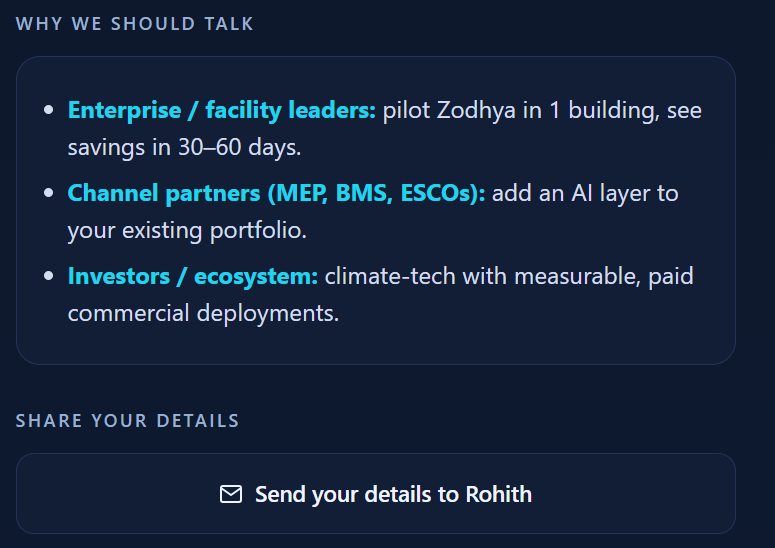 WHY WE SHOULD TALK
Enterprise / facility leaders: pilot Zodhya in 1 building, see
savings in 30–60 days.
Channel partners (MEP, BMS, ESCOs): add an AI layer to
your existing portfolio.
Investors / ecosystem: climate-tech with measurable, paid
commercial deployments.
SHARE YOUR DETAILS
Send your details to Rohith